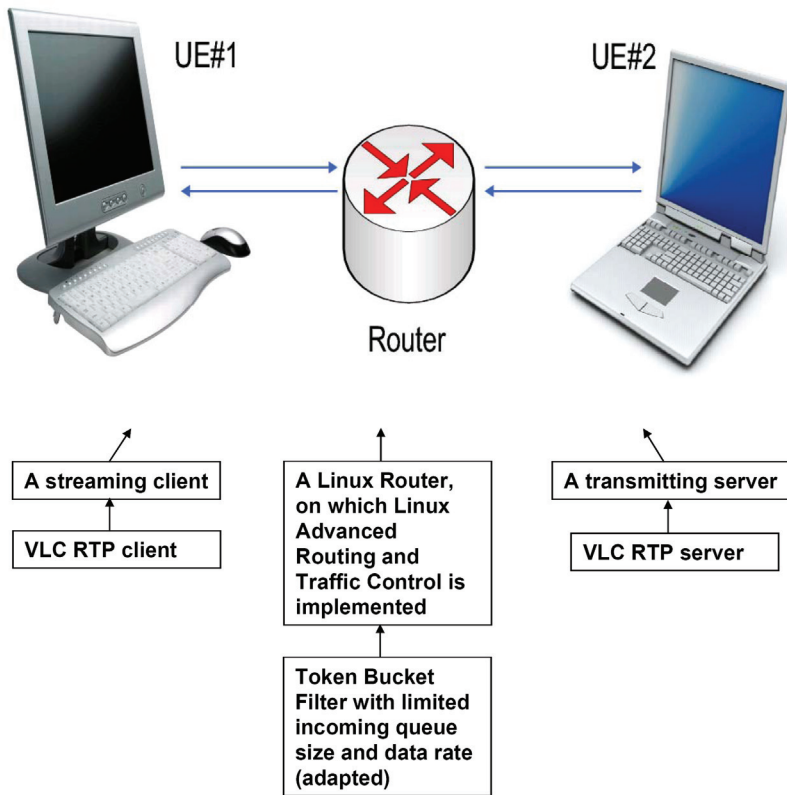 UE#1
UE#2
Router
A streaming client
VLC RTP client
A Linux Router,
on which Linux
Advanced
Routing and
Traffic Control is
implemented
Token Bucket
Filter with limited
incoming queue
size and data rate
(adapted)
A transmitting server
VLC RTP server